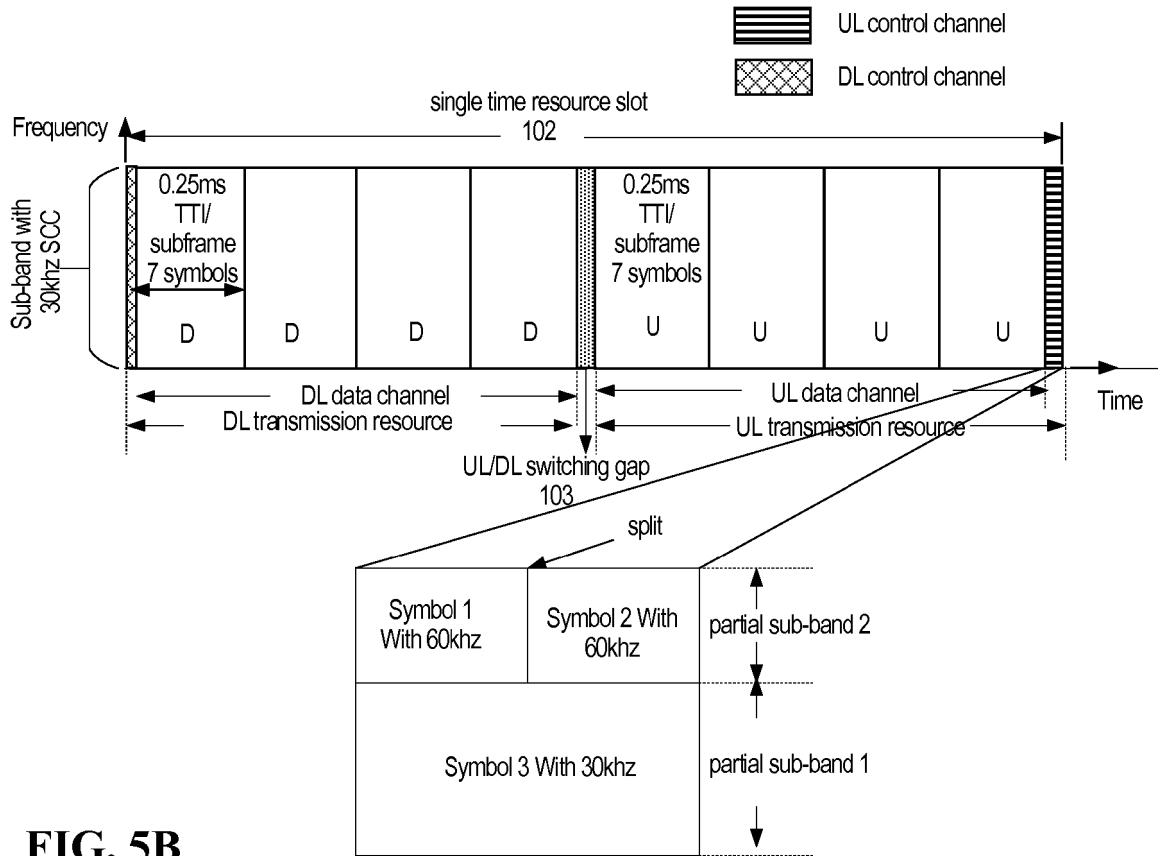 UL control channel
DL control channel
single time resource slot
102
Frequency
Sub-band with
30khz SCC
0.25ms
TTI/
subframe
7 symbols
D
D
D
D
0.25ms
TTI/
subframe
7 symbols
U
U
U
U
DL data channel
UL data channel
Time
DL transmission resource
UL transmission resource
UL/DL switching gap
103
split
Symbol 1
With 60khz
Symbol 2 With
60khz
partial sub-band 2
Symbol 3 With 30khz
partial sub-band 1
FIG. 5B